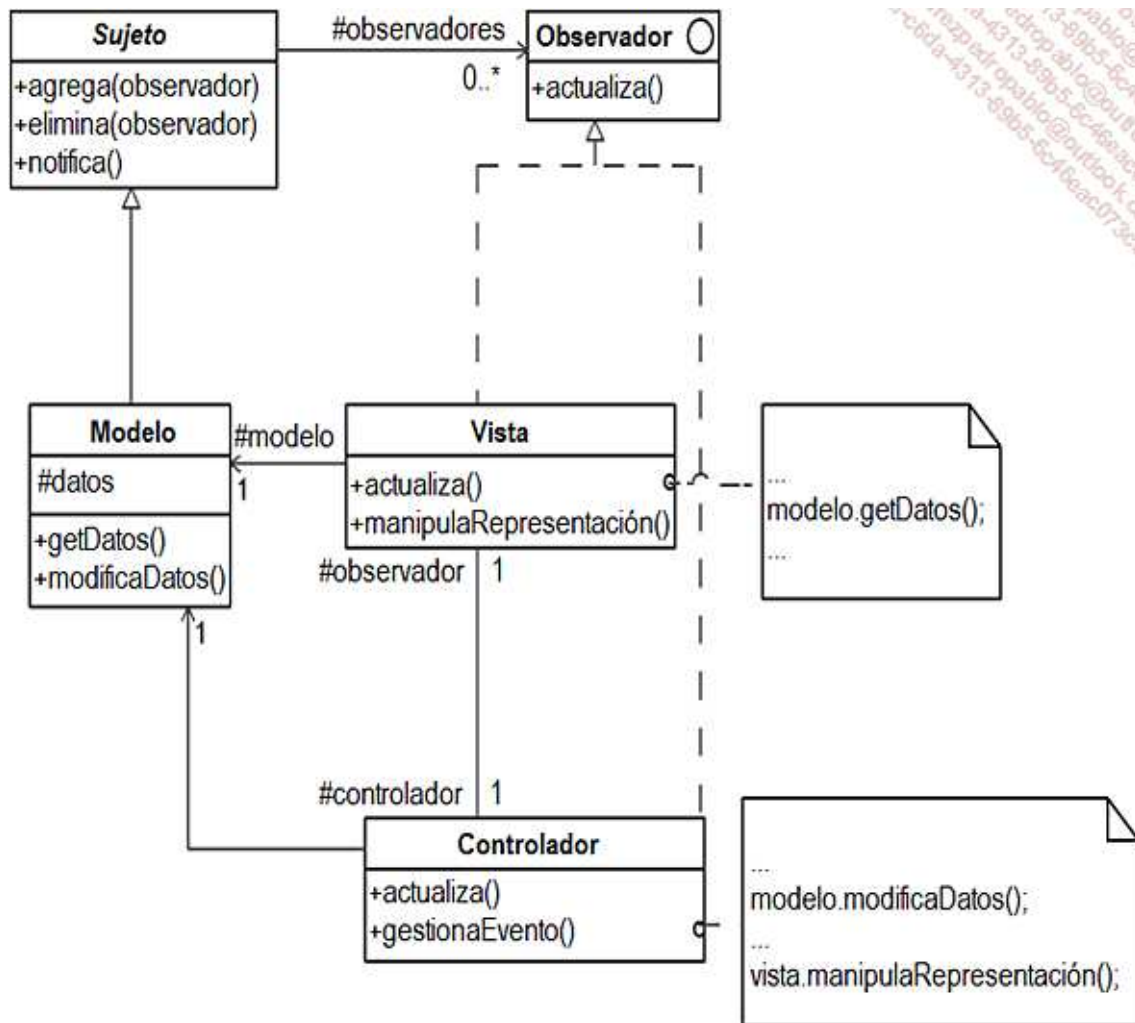 Sujeto
+agrega(observador)
+elimina(observador)
+notifica()
#observadores
0..*
Observador
+actualiza()
Modelo
#datos
+getDatos()
+modificaDatos()
#modelo
1
Vista
+actualiza()
+manipulaRepresentación()
...
modelo.getDatos();
...
#observador 1
1
#controlador 1
Controlador
+actualiza()
+gestionaEvento()
...
modelo.modificaDatos();
...
vista.manipulaRepresentación();